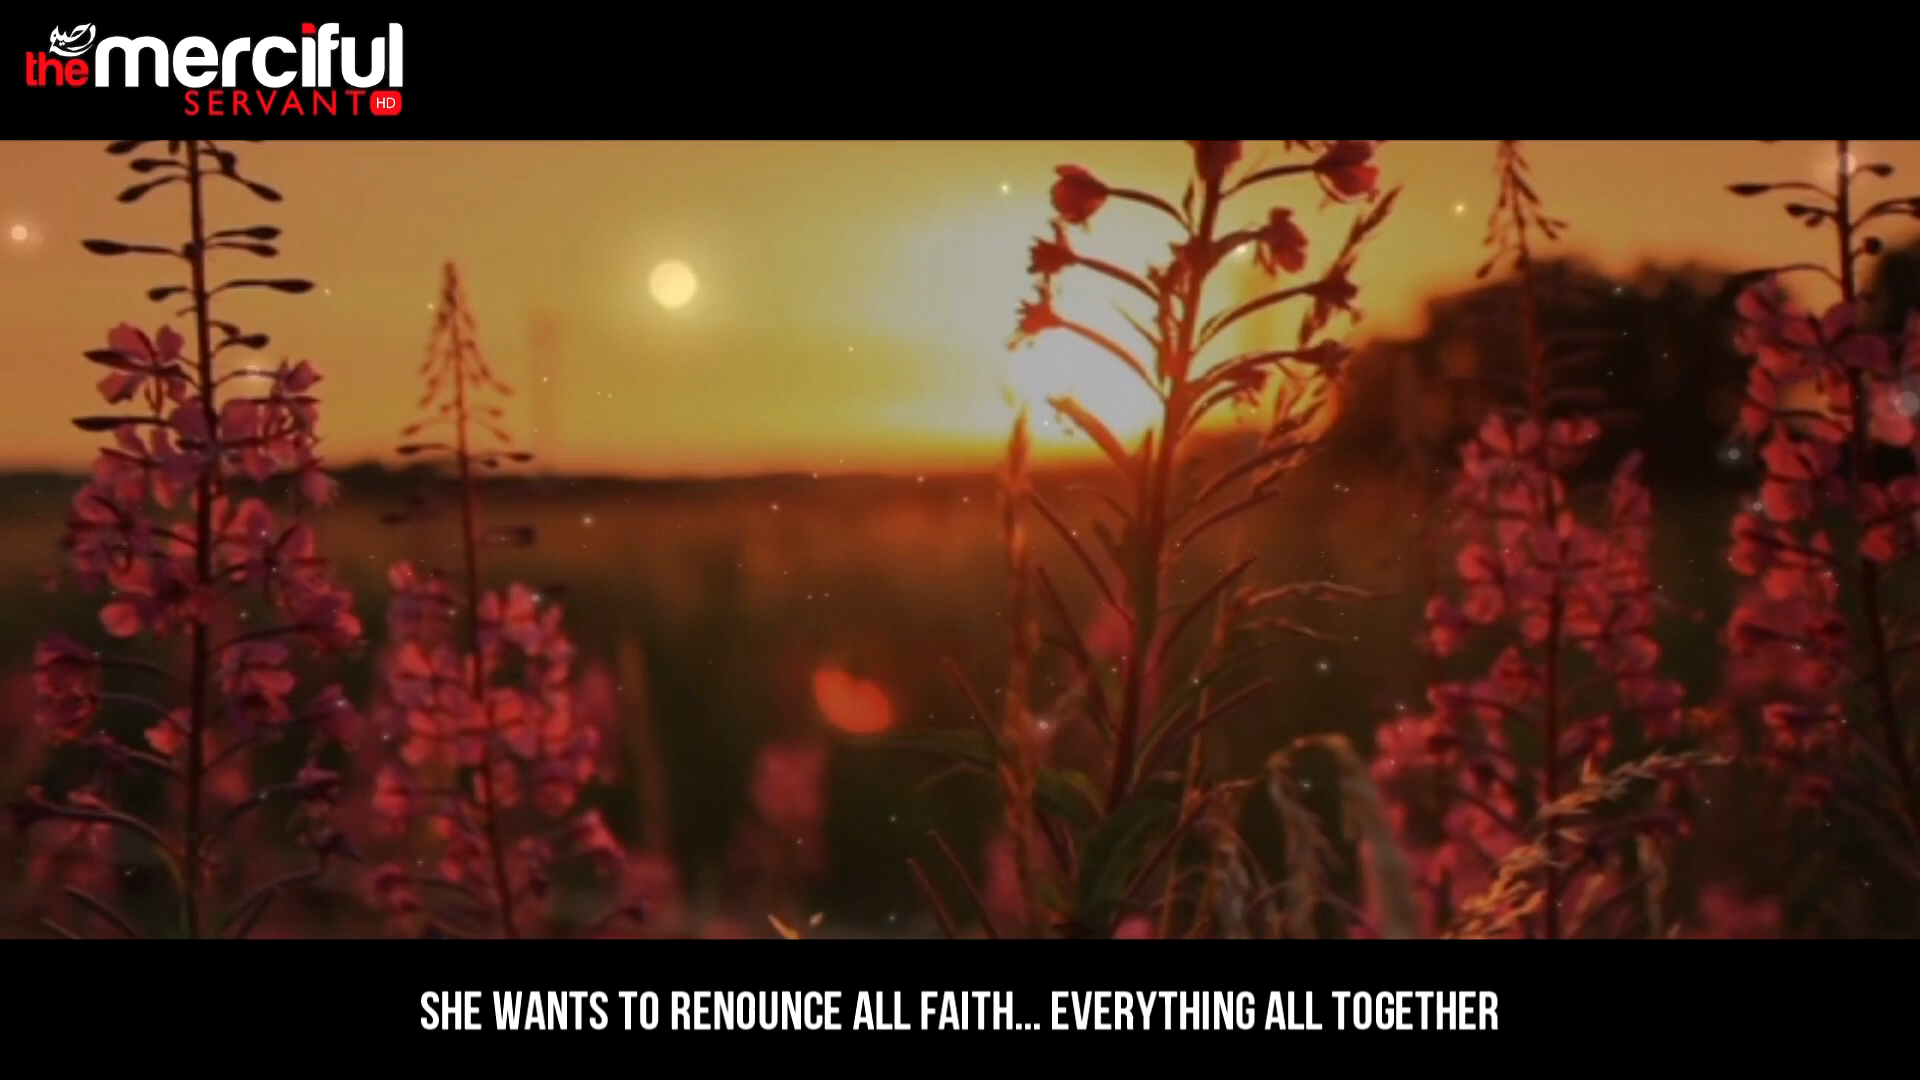 the merciful
SERVANT HD
SHE WANTS TO RENOUNCE ALL FAITH... EVERYTHING ALL TOGETHER